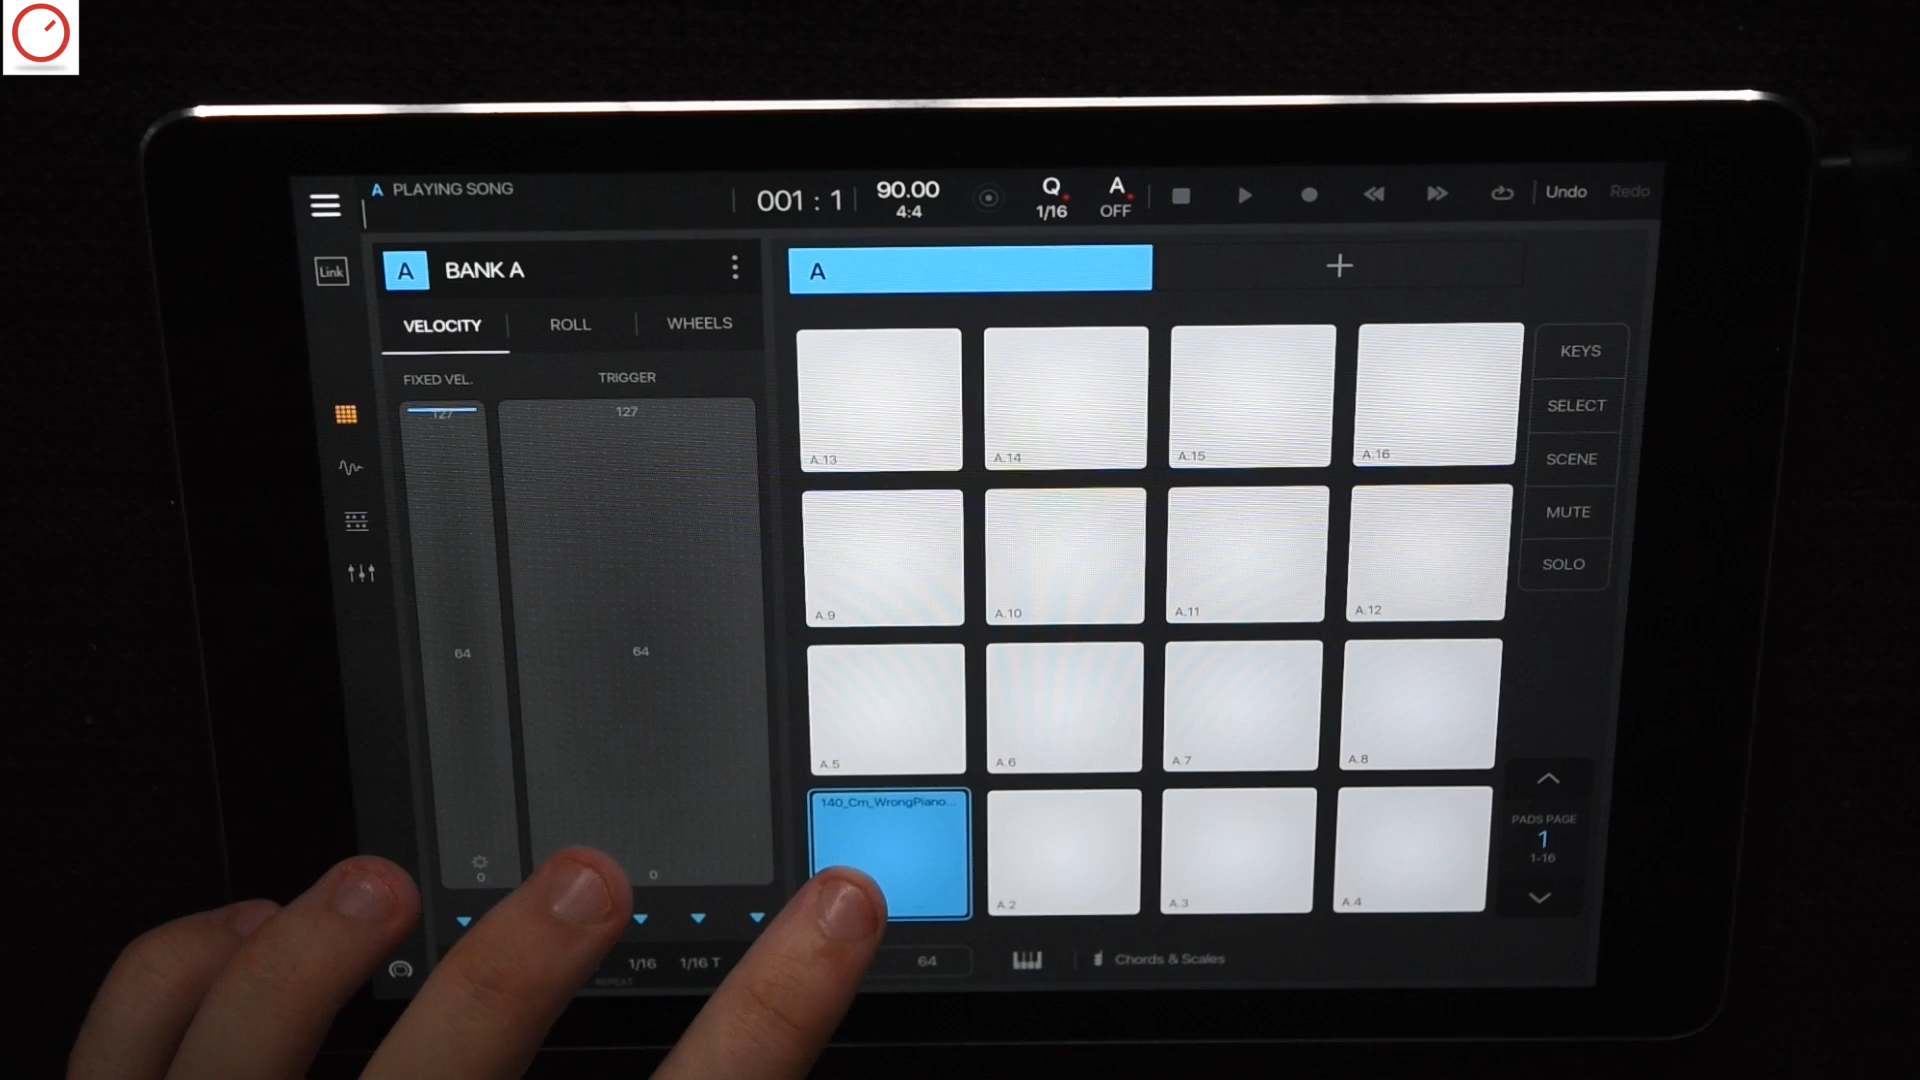 A PLAYING SONG
001 : 1
90.00
4:4
Q
1/16
A
OFF
Undo
Redo
Link
A BANK A
A
+
VELOCITY
ROLL
WHEELS
FIXED VEL.
TRIGGER
127
127
64
64
0
0
A.13
A.14
A.15
A.16
A.9
A.10
A.11
A.12
A.5
A.6
A.7
A.8
140_Cm_WrongPiano...
A.2
A.3
A.4
KEYS
SELECT
SCENE
MUTE
SOLO
PADS PAGE
1
1-16
1/16
1/16 T
REPEAT
64
Chords & Scales